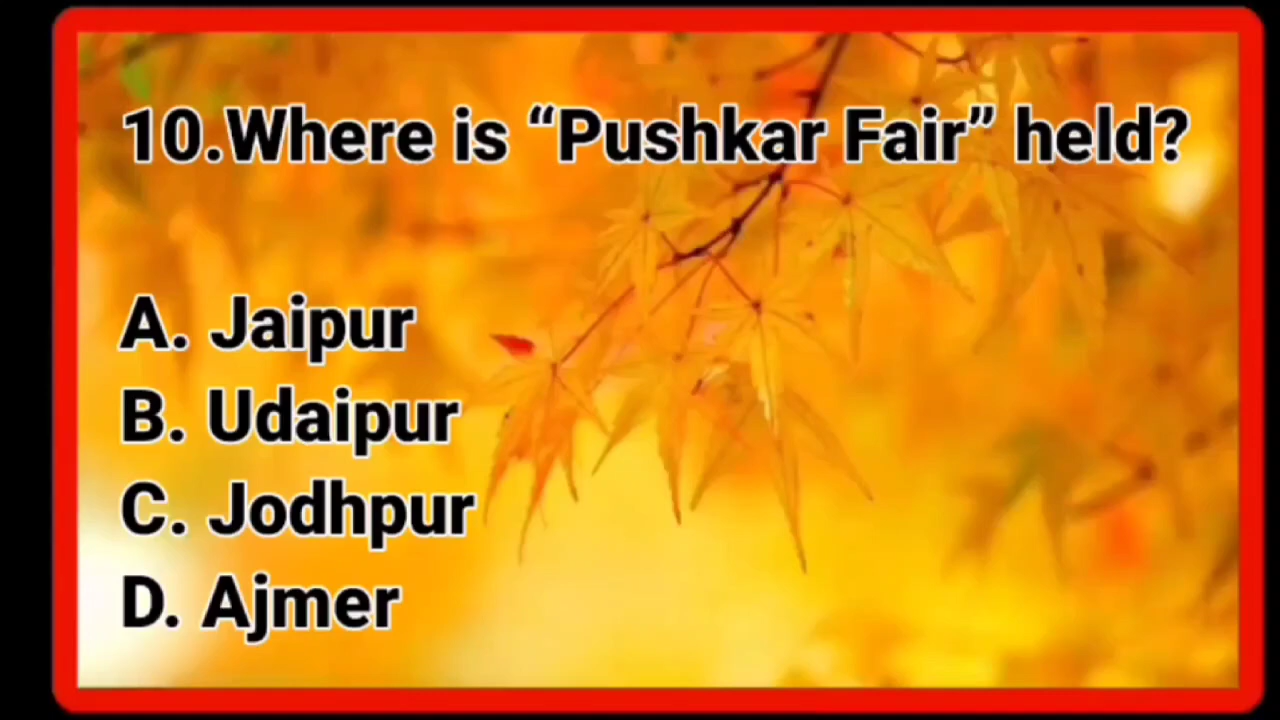 10.Where is “Pushkar Fair” held?
A. Jaipur
B. Udaipur
C. Jodhpur
D. Ajmer